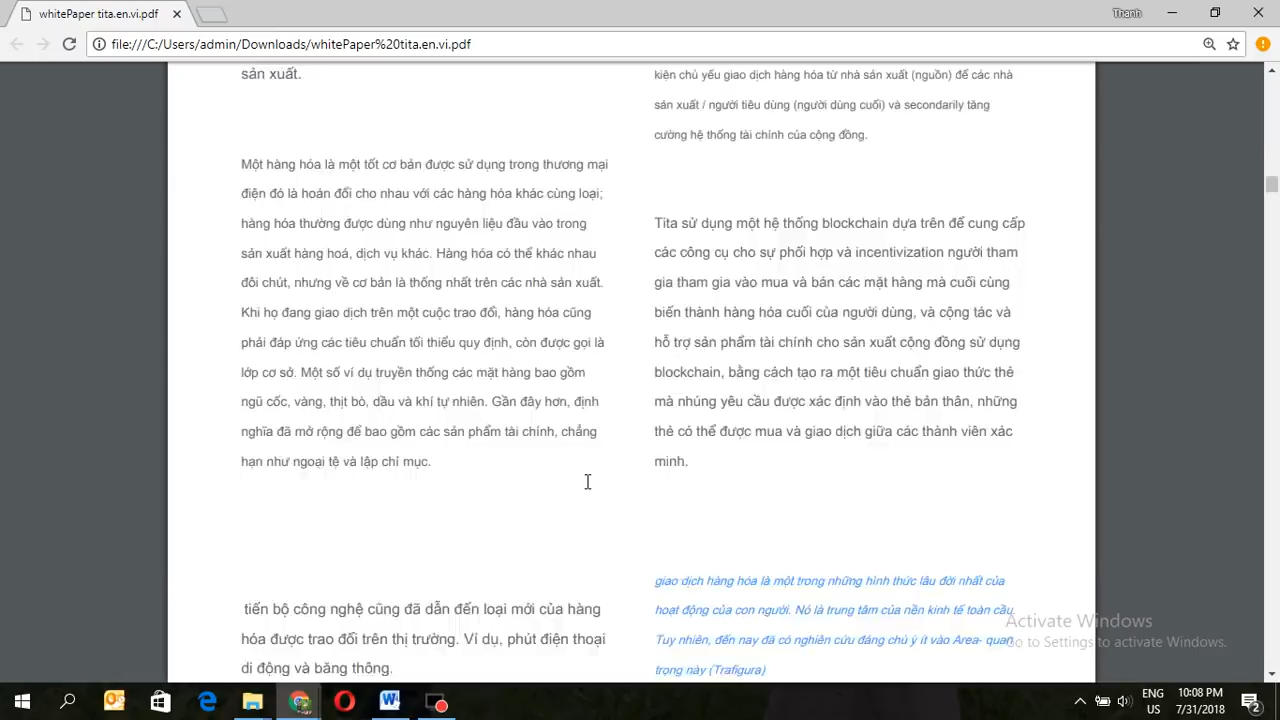 whitePaper tita.en.vi.pdf
Thanh
file:///C:/Users/admin/Downloads/whitePaper%20tita.en.vi.pdf
sản xuất.
Một hàng hóa là một tốt cơ bản được sử dụng trong thương mại
điện đó là hoán đổi cho nhau với các hàng hóa khác cùng loại;
hàng hóa thường được dùng như nguyên liệu đầu vào trong
sản xuất hàng hoá, dịch vụ khác. Hàng hóa có thể khác nhau
đôi chút, nhưng về cơ bản là thống nhất trên các nhà sản xuất.
Khi họ đang giao dịch trên một cuộc trao đổi, hàng hóa cũng
phải đáp ứng các tiêu chuẩn tối thiểu quy định, còn được gọi là
lớp cơ sở. Một số ví dụ truyền thống các mặt hàng bao gồm
ngũ cốc, vàng, thịt bò, dầu và khí tự nhiên. Gần đây hơn, định
nghĩa đã mở rộng để bao gồm các sản phẩm tài chính, chẳng
hạn như ngoại tệ và lập chỉ mục.
tiến bộ công nghệ cũng đã dẫn đến loại mới của hàng
hóa được trao đổi trên thị trường. Ví dụ, phút điện thoại
di động và băng thông.
kiện chủ yếu giao dịch hàng hóa từ nhà sản xuất (nguồn) để các nhà
sản xuất / người tiêu dùng (người dùng cuối) và secondarily tăng
cường hệ thống tài chính của cộng đồng.
Tita sử dụng một hệ thống blockchain dựa trên để cung cấp
các công cụ cho sự phối hợp và incentivization người tham
gia tham gia vào mua và bán các mặt hàng mà cuối cùng
biến thành hàng hóa cuối của người dùng, và cộng tác và
hỗ trợ sản phẩm tài chính cho sản xuất cộng đồng sử dụng
blockchain, bằng cách tạo ra một tiêu chuẩn giao thức thẻ
mà nhúng yêu cầu được xác định vào thẻ bản thân, những
thẻ có thể được mua và giao dịch giữa các thành viên xác
minh.
giao dịch hàng hóa là một trong những hình thức lâu đời nhất của
hoạt động của con người. Nó là trung tâm của nền kinh tế toàn cầu.
Tuy nhiên, đến nay đã có nghiên cứu đáng chú ý ít vào Area- quan
trọng này (Trafigura)
Activate Windows
Go to Settings to activate Windows.
ENG
US
10:08 PM
7/31/2018
2